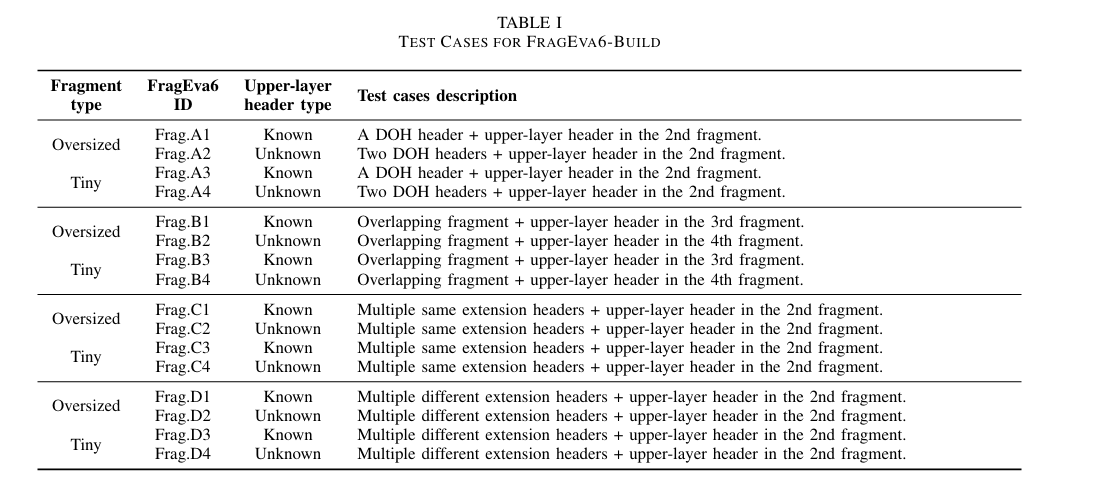 TABLE I
TEST CASES FOR FRAGEVA6-BUILD
Fragment type FragEva6 ID Upper-layer header type Test cases description
Oversized Frag.A1 Known A DOH header + upper-layer header in the 2nd fragment.
Frag.A2 Unknown Two DOH headers + upper-layer header in the 2nd fragment.
Tiny Frag.A3 Known A DOH header + upper-layer header in the 2nd fragment.
Frag.A4 Unknown Two DOH headers + upper-layer header in the 2nd fragment.
Oversized Frag.B1 Known Overlapping fragment + upper-layer header in the 3rd fragment.
Frag.B2 Unknown Overlapping fragment + upper-layer header in the 4th fragment.
Tiny Frag.B3 Known Overlapping fragment + upper-layer header in the 3rd fragment.
Frag.B4 Unknown Overlapping fragment + upper-layer header in the 4th fragment.
Oversized Frag.C1 Known Multiple same extension headers + upper-layer header in the 2nd fragment.
Frag.C2 Unknown Multiple same extension headers + upper-layer header in the 2nd fragment.
Tiny Frag.C3 Known Multiple same extension headers + upper-layer header in the 2nd fragment.
Frag.C4 Unknown Multiple same extension headers + upper-layer header in the 2nd fragment.
Oversized Frag.D1 Known Multiple different extension headers + upper-layer header in the 2nd fragment.
Frag.D2 Unknown Multiple different extension headers + upper-layer header in the 2nd fragment.
Tiny Frag.D3 Known Multiple different extension headers + upper-layer header in the 2nd fragment.
Frag.D4 Unknown Multiple different extension headers + upper-layer header in the 2nd fragment.